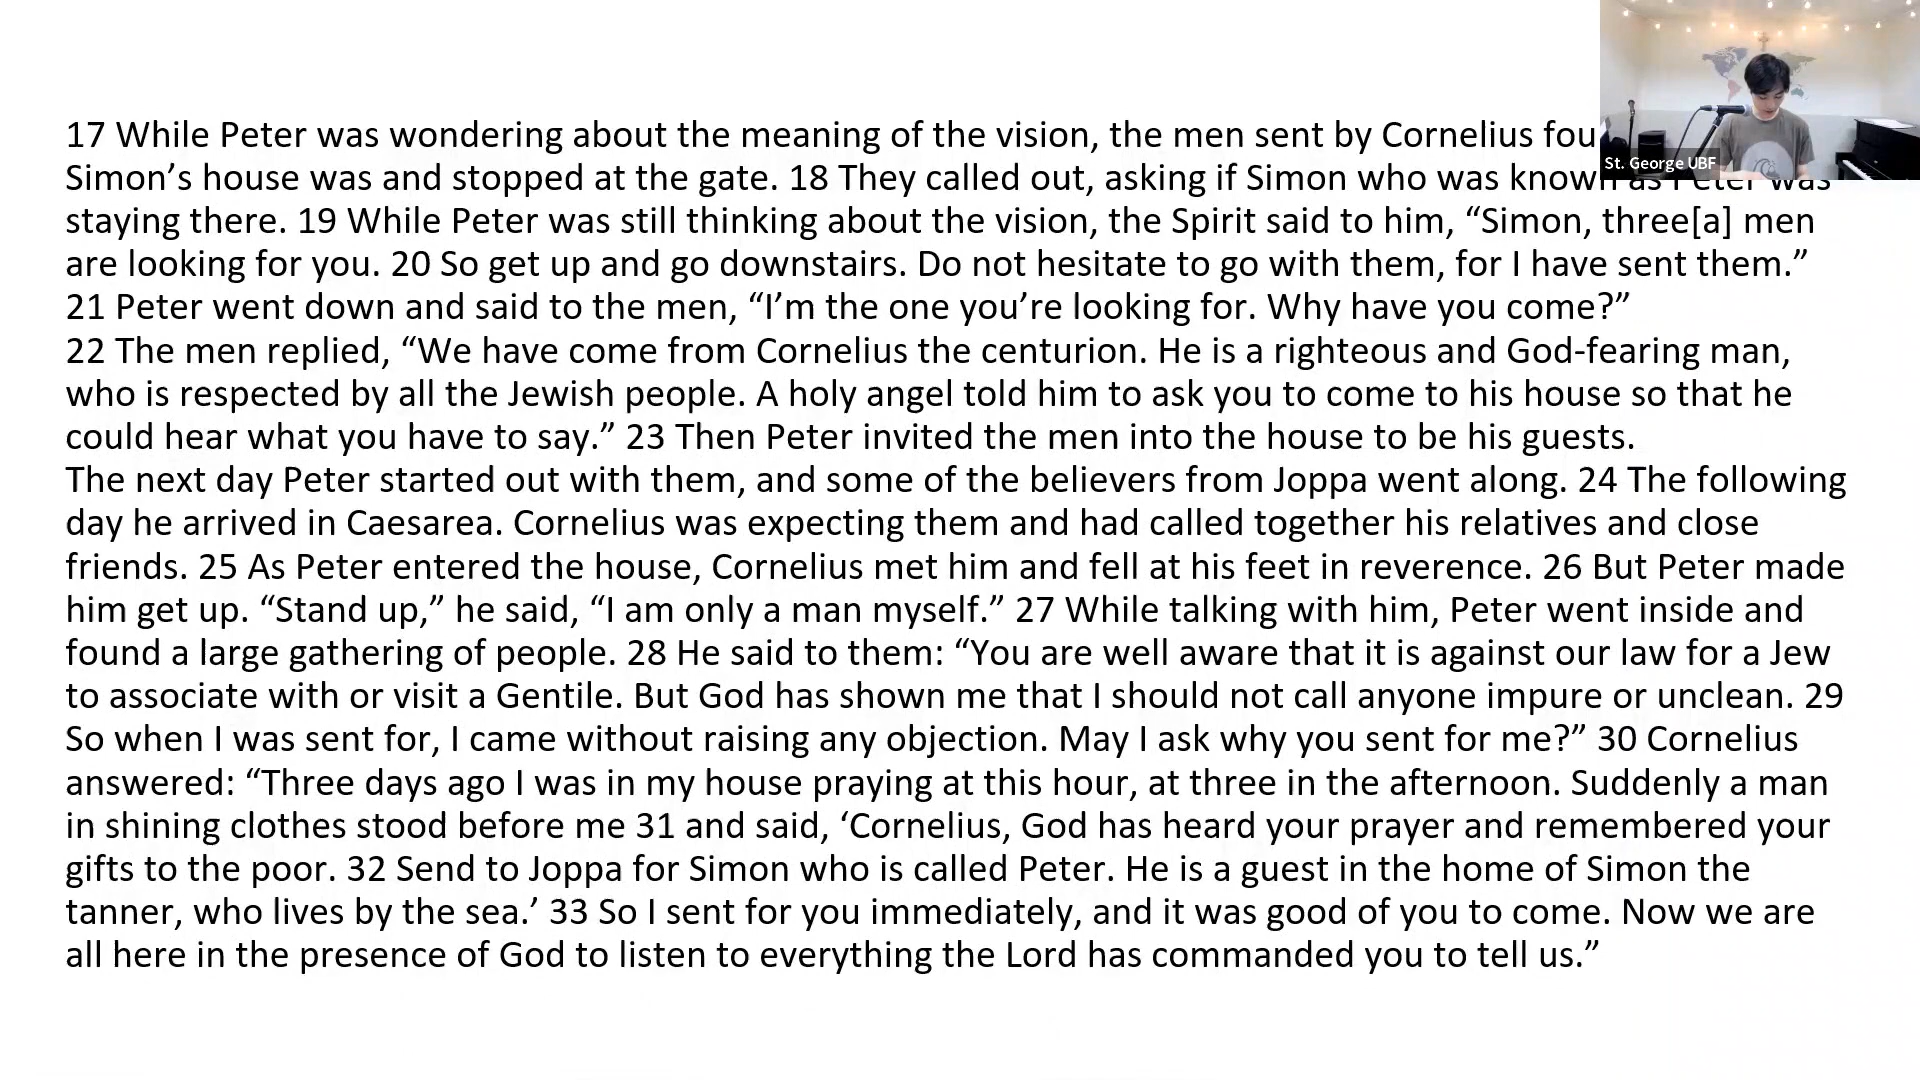 17 While Peter was wondering about the meaning of the vision, the men sent by Cornelius fou
Simon’s house was and stopped at the gate. 18 They called out, asking if Simon who was known as Peter was
staying there. 19 While Peter was still thinking about the vision, the Spirit said to him, “Simon, three[a] men
are looking for you. 20 So get up and go downstairs. Do not hesitate to go with them, for I have sent them.”
21 Peter went down and said to the men, “I’m the one you’re looking for. Why have you come?”
22 The men replied, “We have come from Cornelius the centurion. He is a righteous and God-fearing man,
who is respected by all the Jewish people. A holy angel told him to ask you to come to his house so that he
could hear what you have to say.” 23 Then Peter invited the men into the house to be his guests.
The next day Peter started out with them, and some of the believers from Joppa went along. 24 The following
day he arrived in Caesarea. Cornelius was expecting them and had called together his relatives and close
friends. 25 As Peter entered the house, Cornelius met him and fell at his feet in reverence. 26 But Peter made
him get up. “Stand up,” he said, “I am only a man myself.” 27 While talking with him, Peter went inside and
found a large gathering of people. 28 He said to them: “You are well aware that it is against our law for a Jew
to associate with or visit a Gentile. But God has shown me that I should not call anyone impure or unclean. 29
So when I was sent for, I came without raising any objection. May I ask why you sent for me?” 30 Cornelius
answered: “Three days ago I was in my house praying at this hour, at three in the afternoon. Suddenly a man
in shining clothes stood before me 31 and said, ‘Cornelius, God has heard your prayer and remembered your
gifts to the poor. 32 Send to Joppa for Simon who is called Peter. He is a guest in the home of Simon the
tanner, who lives by the sea.’ 33 So I sent for you immediately, and it was good of you to come. Now we are
all here in the presence of God to listen to everything the Lord has commanded you to tell us.”
St. George UBF